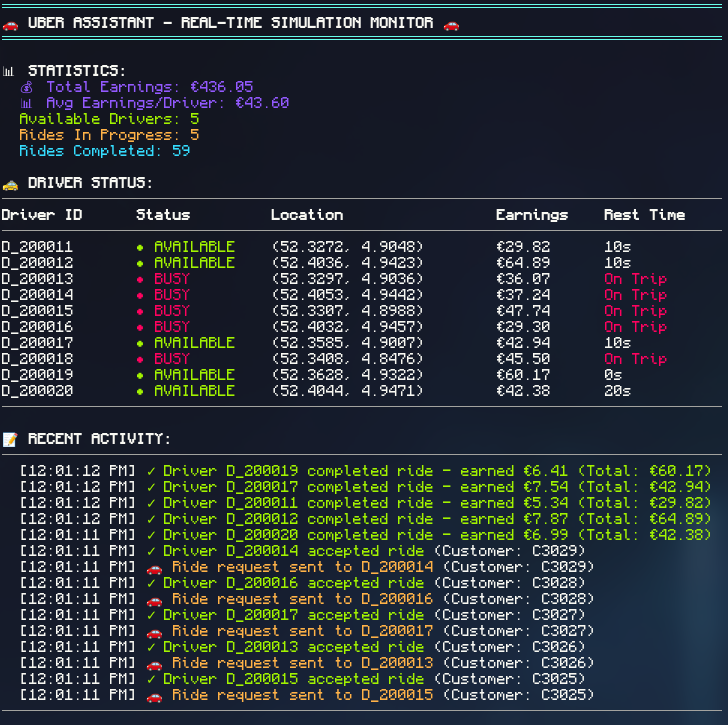 🚗 UBER ASSISTANT - REAL-TIME SIMULATION MONITOR 🚗
📊 STATISTICS:
💰 Total Earnings: €436.05
📊 Avg Earnings/Driver: €43.60
Available Drivers: 5
Rides In Progress: 5
Rides Completed: 59
🚕 DRIVER STATUS:
Driver ID Status Location Earnings Rest Time
D_200011 ● AVAILABLE (52.3272, 4.9048) €29.82 10s
D_200012 ● AVAILABLE (52.4036, 4.9423) €64.89 10s
D_200013 ● BUSY (52.3297, 4.9036) €36.07 On Trip
D_200014 ● BUSY (52.4053, 4.9442) €37.24 On Trip
D_200015 ● BUSY (52.3307, 4.8988) €47.74 On Trip
D_200016 ● BUSY (52.4032, 4.9457) €29.30 On Trip
D_200017 ● AVAILABLE (52.3585, 4.9007) €42.94 10s
D_200018 ● BUSY (52.3408, 4.8476) €45.50 On Trip
D_200019 ● AVAILABLE (52.3628, 4.9322) €60.17 0s
D_200020 ● AVAILABLE (52.4044, 4.9471) €42.38 20s
📝 RECENT ACTIVITY:
[12:01:12 PM] ✓ Driver D_200019 completed ride - earned €6.41 (Total: €60.17)
[12:01:12 PM] ✓ Driver D_200017 completed ride - earned €7.54 (Total: €42.94)
[12:01:12 PM] ✓ Driver D_200011 completed ride - earned €5.34 (Total: €29.82)
[12:01:12 PM] ✓ Driver D_200012 completed ride - earned €7.87 (Total: €64.89)
[12:01:11 PM] ✓ Driver D_200020 completed ride - earned €6.99 (Total: €42.38)
[12:01:11 PM] ✓ Driver D_200014 accepted ride (Customer: C3029)
[12:01:11 PM] 🚗 Ride request sent to D_200014 (Customer: C3029)
[12:01:11 PM] ✓ Driver D_200016 accepted ride (Customer: C3028)
[12:01:11 PM] 🚗 Ride request sent to D_200016 (Customer: C3028)
[12:01:11 PM] ✓ Driver D_200017 accepted ride (Customer: C3027)
[12:01:11 PM] 🚗 Ride request sent to D_200017 (Customer: C3027)
[12:01:11 PM] ✓ Driver D_200013 accepted ride (Customer: C3026)
[12:01:11 PM] 🚗 Ride request sent to D_200013 (Customer: C3026)
[12:01:11 PM] ✓ Driver D_200015 accepted ride (Customer: C3025)
[12:01:11 PM] 🚗 Ride request sent to D_200015 (Customer: C3025)